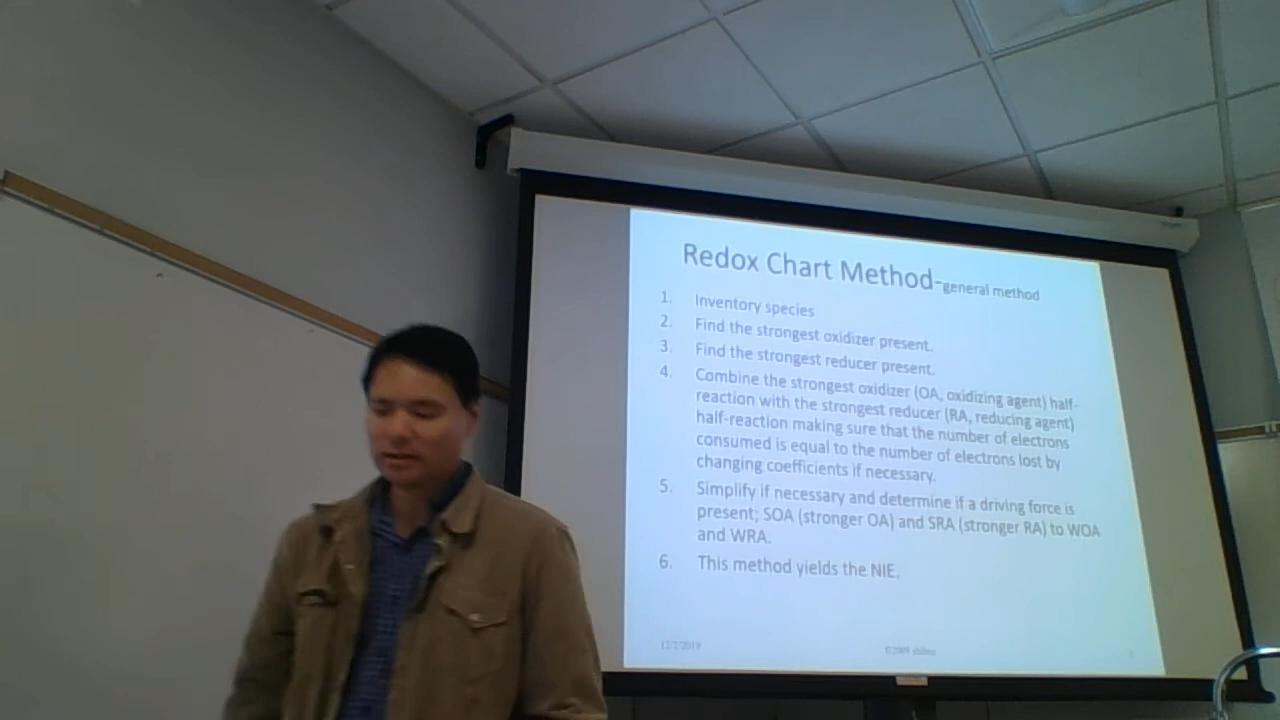 Redox Chart Method-general method
1. Inventory species
2. Find the strongest oxidizer present.
3. Find the strongest reducer present.
4. Combine the strongest oxidizer (OA, oxidizing agent) half-
reaction with the strongest reducer (RA, reducing agent)
half-reaction making sure that the number of electrons
consumed is equal to the number of electrons lost by
changing coefficients if necessary.
5. Simplify if necessary and determine if a driving force is
present; SOA (stronger OA) and SRA (stronger RA) to WOA
and WRA.
6. This method yields the NIE.
12/2/2019
©2009